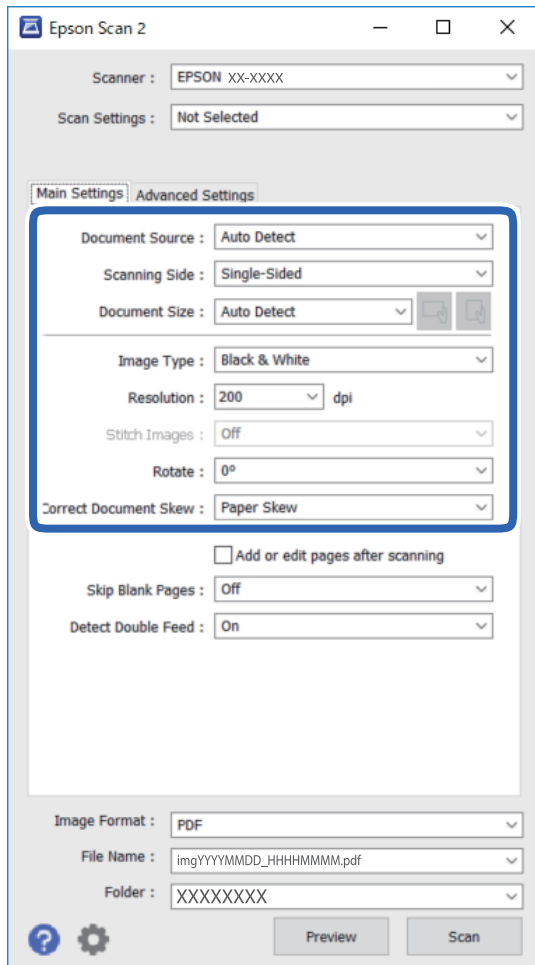 Epson Scan 2
Scanner : EPSON XX-XXXX
Scan Settings : Not Selected
Main Settings Advanced Settings
Document Source : Auto Detect
Scanning Side : Single-Sided
Document Size : Auto Detect
Image Type : Black & White
Resolution : 200 dpi
Stitch Images : Off
Rotate : 0º
Correct Document Skew : Paper Skew
Add or edit pages after scanning
Skip Blank Pages : Off
Detect Double Feed : On
Image Format : PDF
File Name : imgYYYYMMDD_HHHHMMMM.pdf
Folder : XXXXXXXX
? Preview Scan